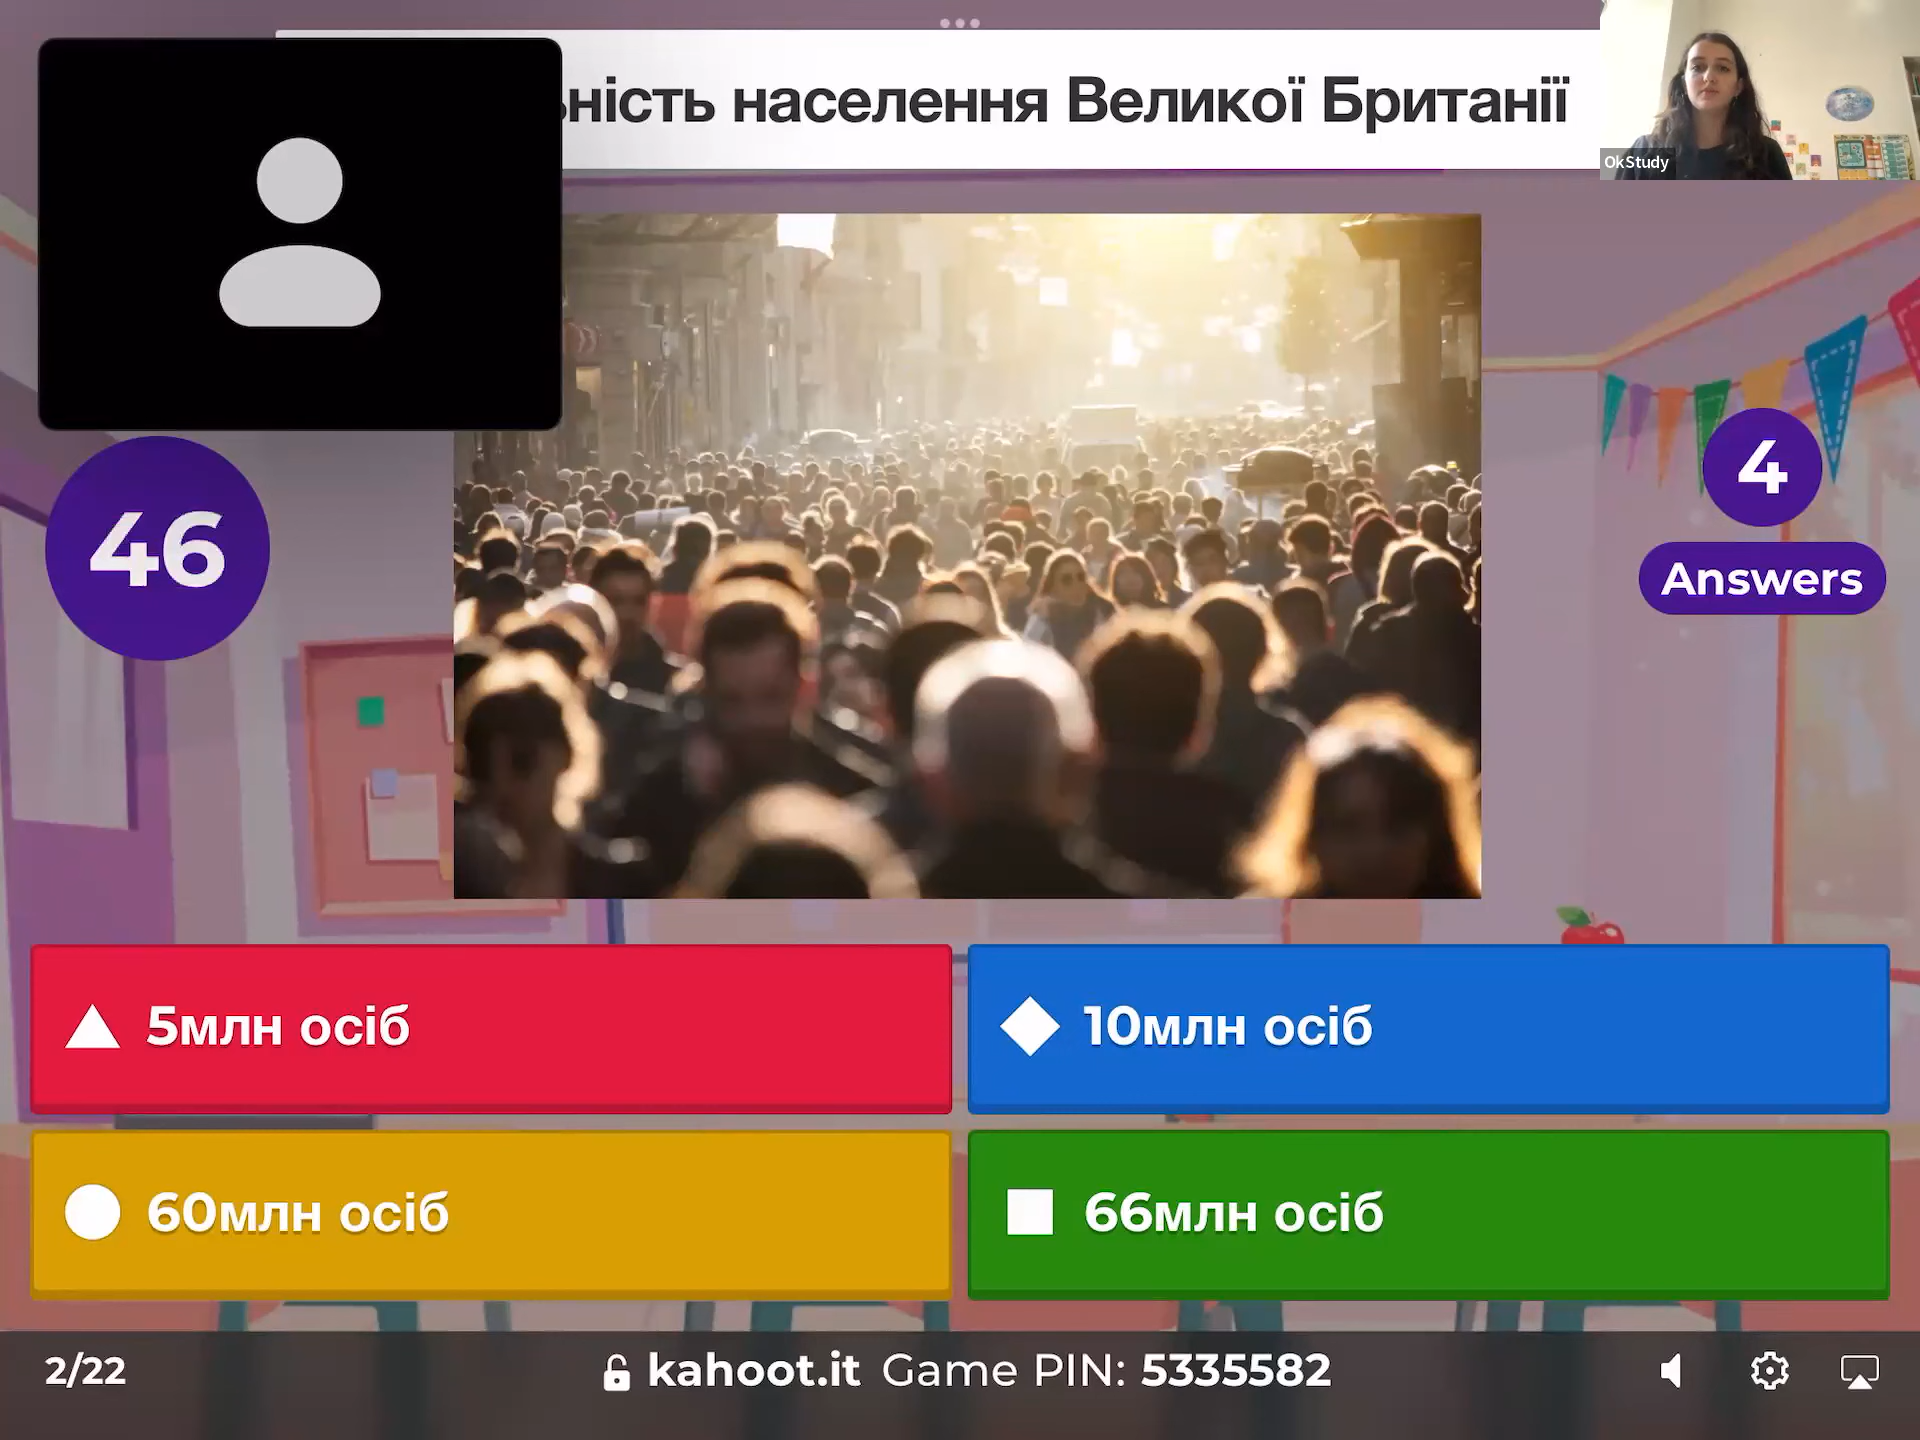 населення Великої Британії
OkStudy
46
4
Answers
5млн осіб
10млн осіб
60млн осіб
66млн осіб
2/22
kahoot.it Game PIN: 5335582